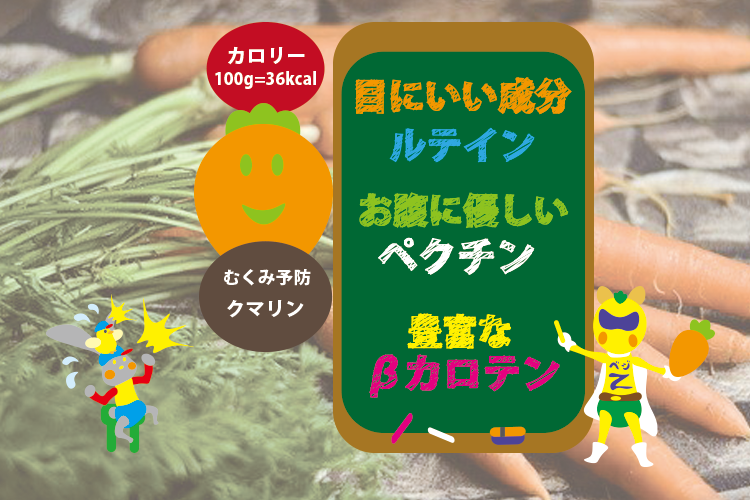 カロリー
100g=36kcal
むくみ予防
クマリン
目にいい成分
ルテイン
お腹に優しい
ペクチン
豊富な
βカロテン
ベジ
Z